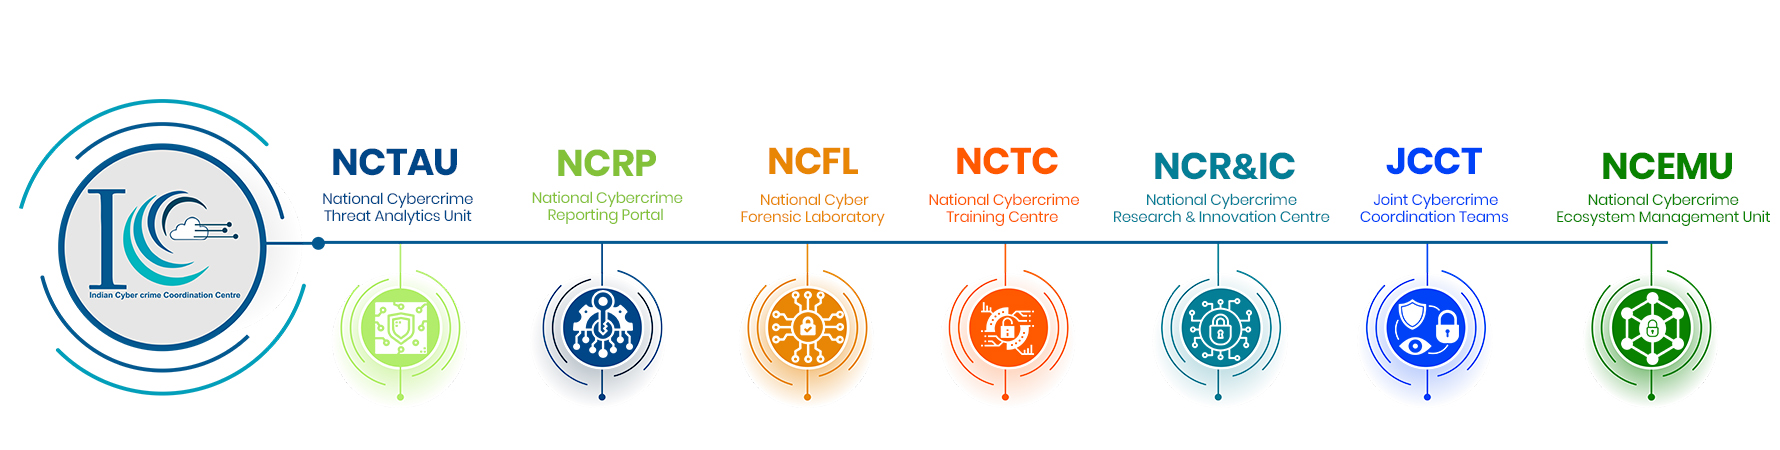 I
Indian Cyber crime Coordination Centre
NCTAU
National Cybercrime
Threat Analytics Unit
NCRP
National Cybercrime
Reporting Portal
NCFL
National Cyber
Forensic Laboratory
NCTC
National Cybercrime
Training Centre
NCR&IC
National Cybercrime
Research & Innovation Centre
JCCT
Joint Cybercrime
Coordination Teams
NCEMU
National Cybercrime
Ecosystem Management Unit